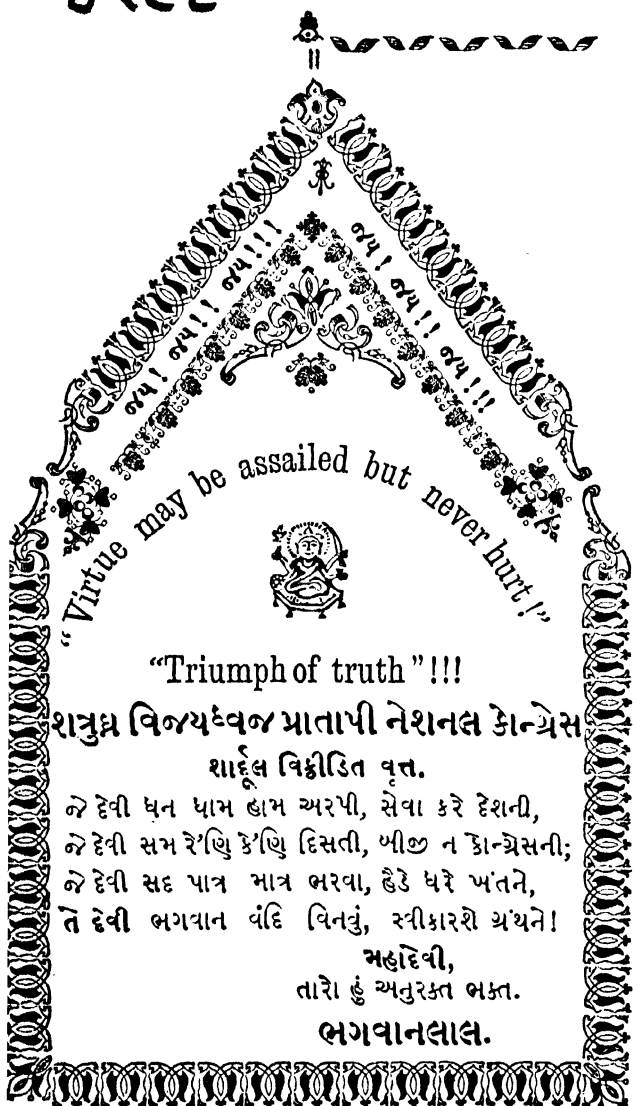 જય! જય!! જય!!!
જય! જય!! જય!!!
“Virtue may be assailed but never hurt!”
“Triumph of truth”!!!
શત્રુઘ્ન વિજયધ્વજ પ્રાતાપી નેશનલ કોન્ગ્રેસ
શાર્દૂલ વિક્રીડિત વૃત્ત.
જે દેવી ધન ધામ હામ અરપી, સેવા કરે દેશની,
જે દેવી સમ રે'ણિ કે'ણિ દિસતી, બીજી ન કોન્ગ્રેસની;
જે દેવી સદ પાત્ર માત્ર ભરવા, હૈડે ધરે ખંતને,
તે દેવી ભગવાન વંદિ વિનવું, સ્વીકારશે ગ્રંથને!
મહાદેવી,
તારો હું અનુરક્ત ભક્ત.
ભગવાનલાલ.